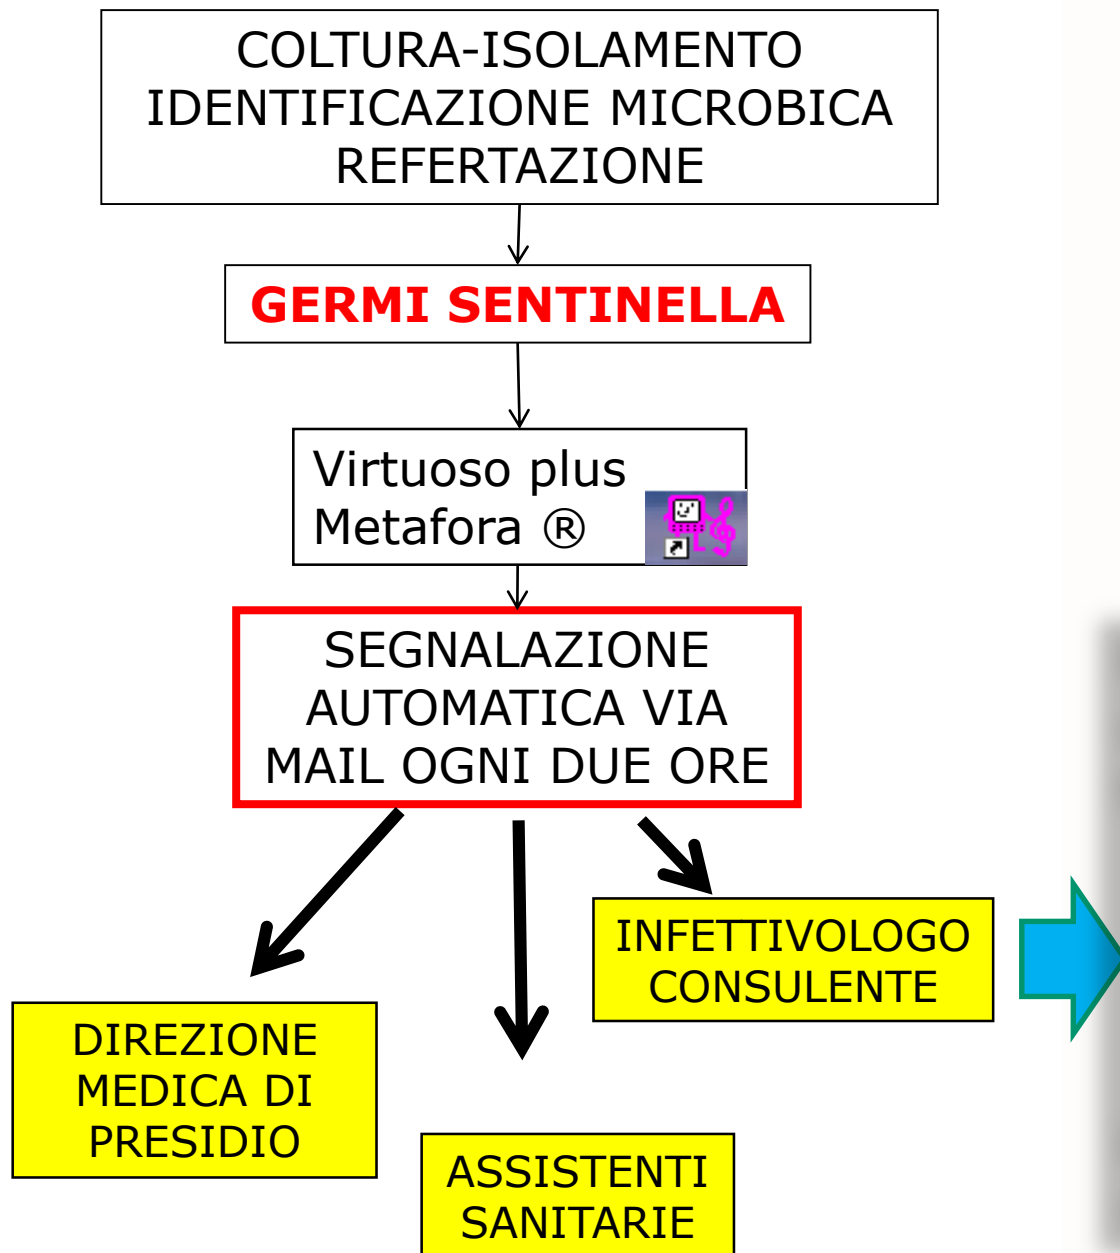 COLTURA-ISOLAMENTO
IDENTIFICAZIONE MICROBICA
REFERTAZIONE
GERMI SENTINELLA
Virtuoso plus
Metafora ®
SEGNALAZIONE
AUTOMATICA VIA
MAIL OGNI DUE ORE
INFETTIVOLOGO
CONSULENTE
DIREZIONE
MEDICA DI
PRESIDIO
ASSISTENTI
SANITARIE